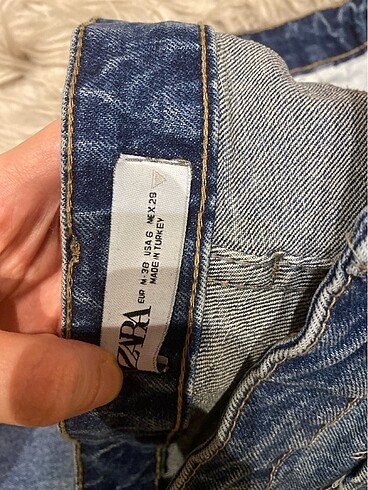 ZARA
EUR M-38 USA 6 MEX 28
MADE IN TURKEY